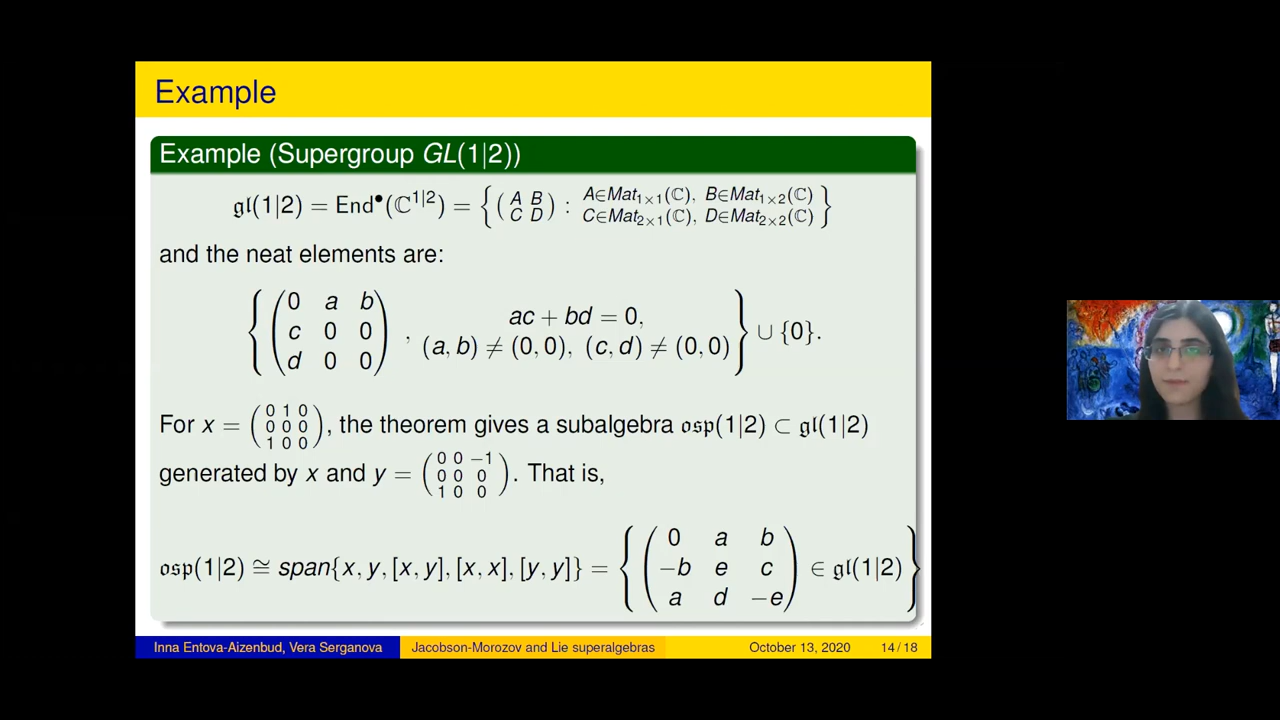 Example
Example (Supergroup GL(1|2))
𝔤𝔩(1|2) = End•(ℂ^{1|2}) = { ( A B ; C D ) : A∈Mat_{1×1}(ℂ), B∈Mat_{1×2}(ℂ) C∈Mat_{2×1}(ℂ), D∈Mat_{2×2}(ℂ) }
and the neat elements are:
{ ( 0 a b ; c 0 0 ; d 0 0 ) , ac + bd = 0, (a, b) ≠ (0, 0), (c, d) ≠ (0, 0) } ∪ {0}.
For x = ( 0 1 0 ; 0 0 0 ; 1 0 0 ), the theorem gives a subalgebra 𝔬𝔰𝔭(1|2) ⊂ 𝔤𝔩(1|2)
generated by x and y = ( 0 0 −1 ; 0 0 0 ; 1 0 0 ). That is,
𝔬𝔰𝔭(1|2) ≅ span{x, y, [x, y], [x, x], [y, y]} = { ( 0 a b ; −b e c ; a d −e ) ∈ 𝔤𝔩(1|2) }
Inna Entova-Aizenbud, Vera Serganova
Jacobson-Morozov and Lie superalgebras
October 13, 2020
14 / 18